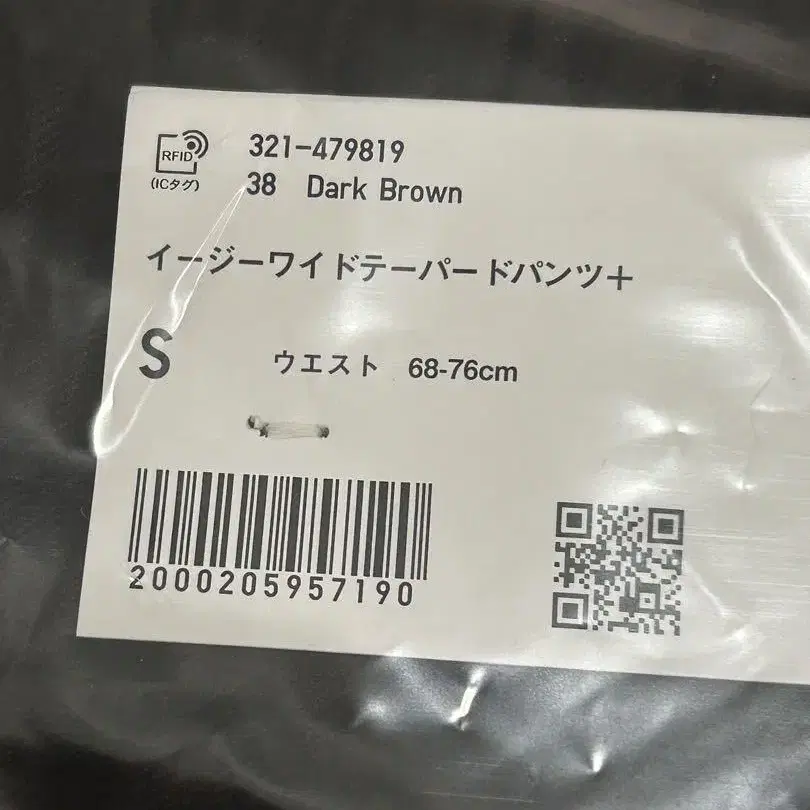 RFID
(ICタグ)
321-479819
38 Dark Brown
イージーワイドテーパードパンツ+
S ウエスト 68-76cm
2000205957190